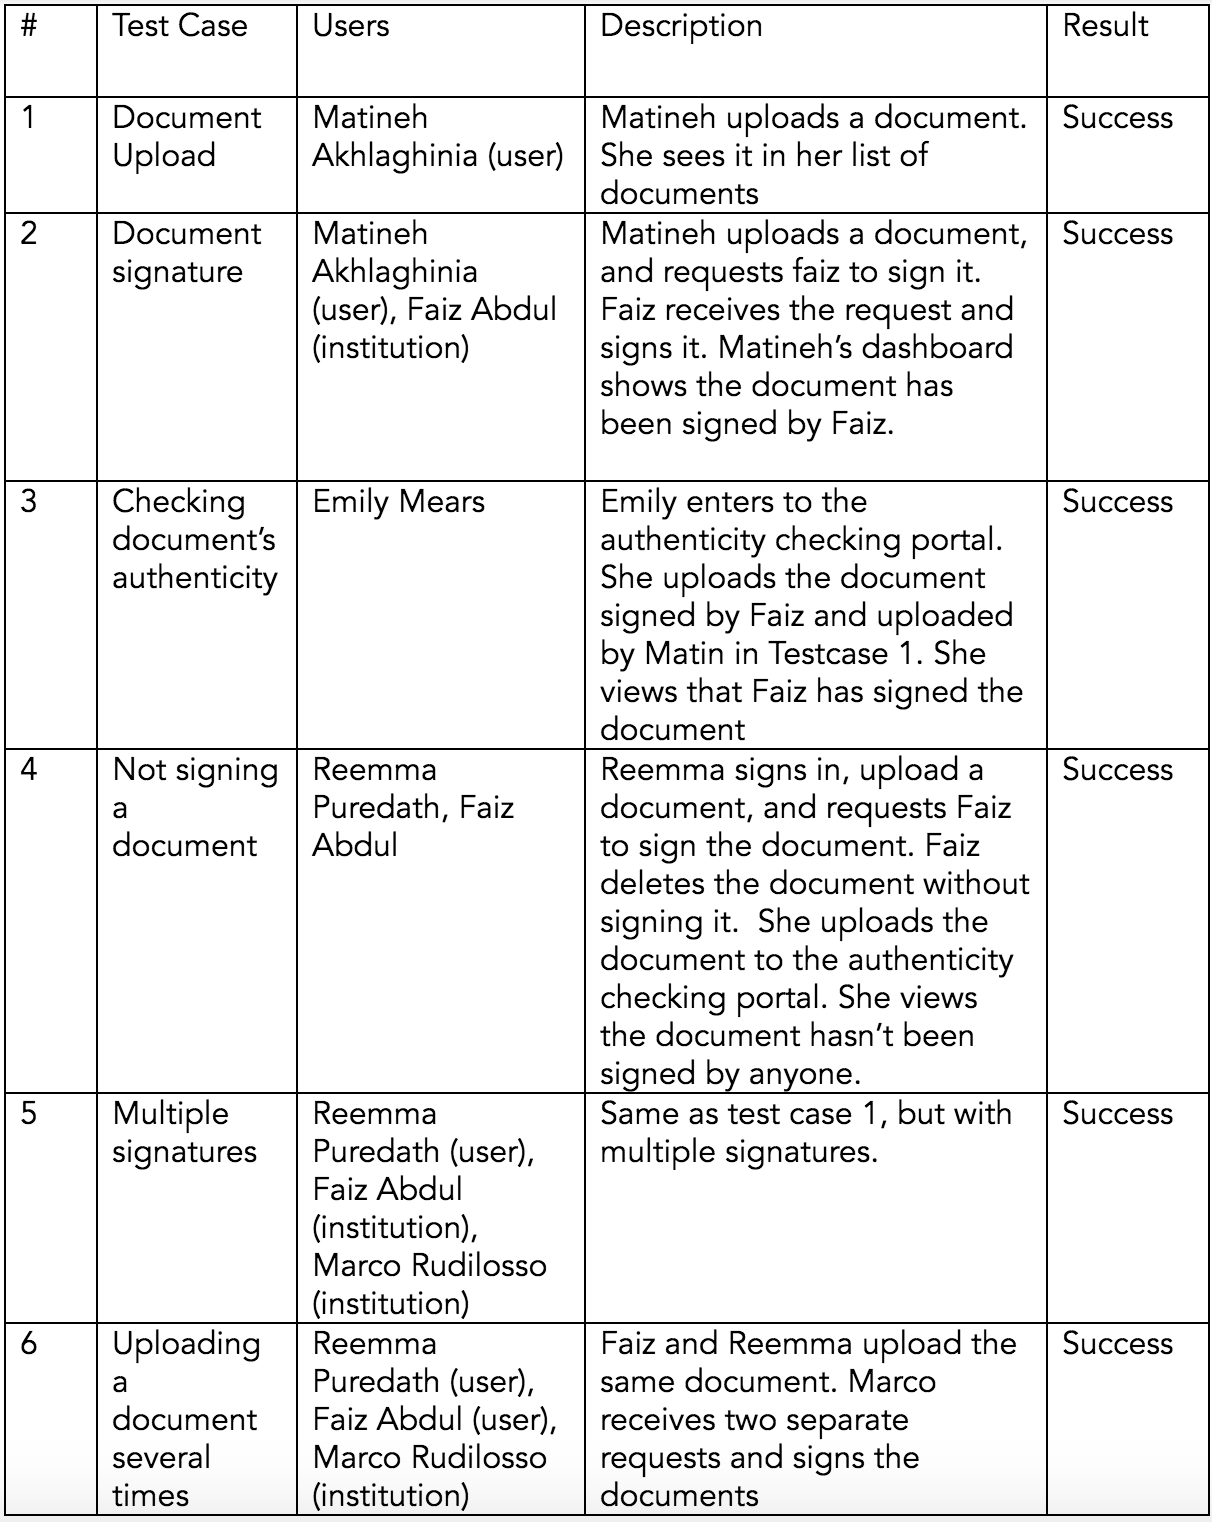 # Test Case Users Description Result
1
Document
Upload
Matineh
Akhlaghinia (user)
Matineh uploads a document.
She sees it in her list of
documents
Success
2
Document
signature
Matineh
Akhlaghinia
(user), Faiz Abdul
(institution)
Matineh uploads a document,
and requests faiz to sign it.
Faiz receives the request and
signs it. Matineh’s dashboard
shows the document has
been signed by Faiz.
Success
3
Checking
document’s
authenticity
Emily Mears
Emily enters to the
authenticity checking portal.
She uploads the document
signed by Faiz and uploaded
by Matin in Testcase 1. She
views that Faiz has signed the
document
Success
4
Not signing
a
document
Reemma
Puredath, Faiz
Abdul
Reemma signs in, upload a
document, and requests Faiz
to sign the document. Faiz
deletes the document without
signing it.  She uploads the
document to the authenticity
checking portal. She views
the document hasn’t been
signed by anyone.
Success
5
Multiple
signatures
Reemma
Puredath (user),
Faiz Abdul
(institution),
Marco Rudilosso
(institution)
Same as test case 1, but with
multiple signatures.
Success
6
Uploading
a
document
several
times
Reemma
Puredath (user),
Faiz Abdul (user),
Marco Rudilosso
(institution)
Faiz and Reemma upload the
same document. Marco
receives two separate
requests and signs the
documents
Success